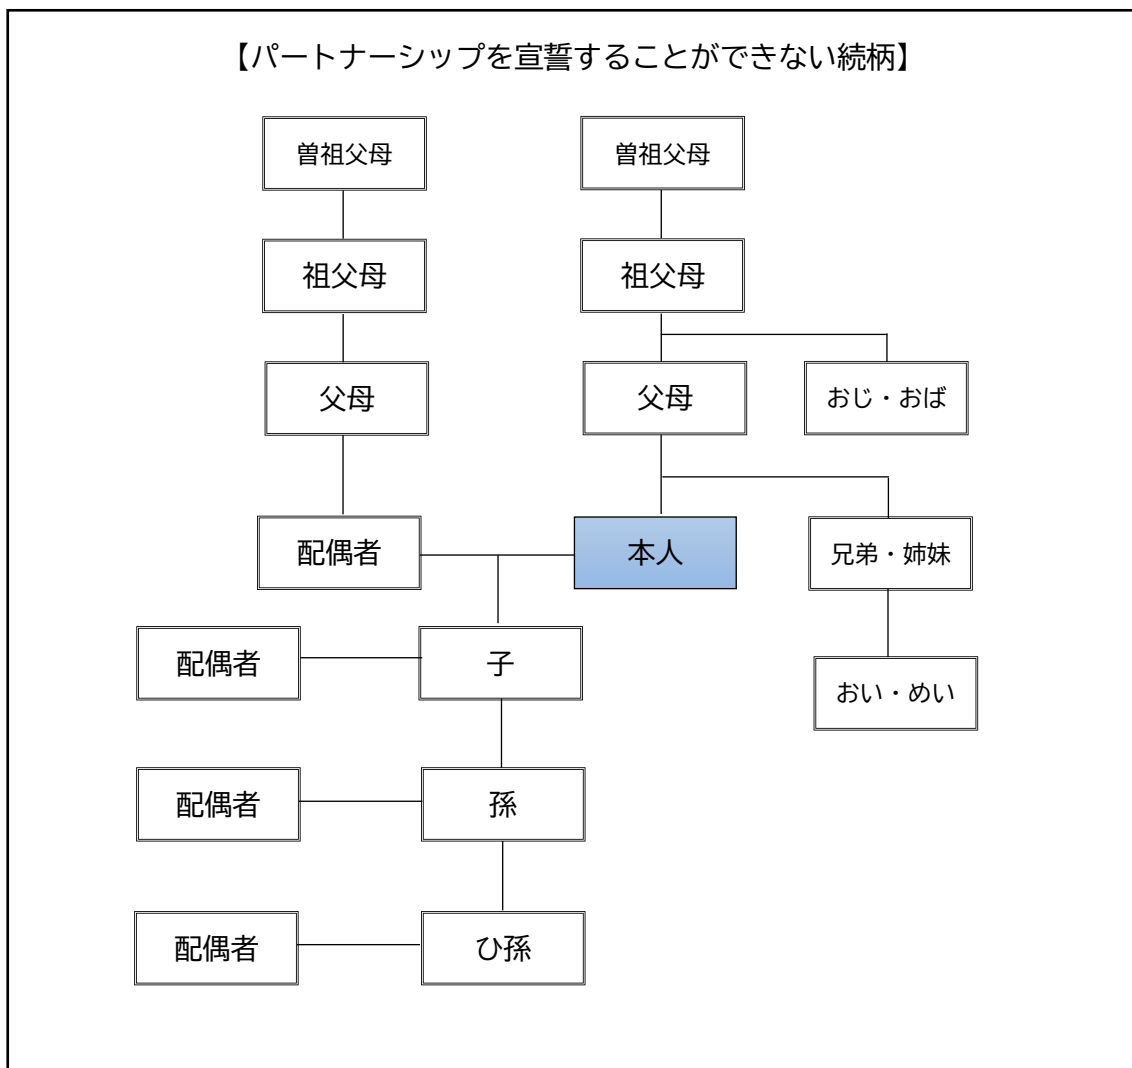 【パートナーシップを宣誓することができない続柄】
曽祖父母
曽祖父母
祖父母
祖父母
父母
父母
おじ・おば
配偶者
本人
兄弟・姉妹
配偶者
子
おい・めい
配偶者
孫
配偶者
ひ孫